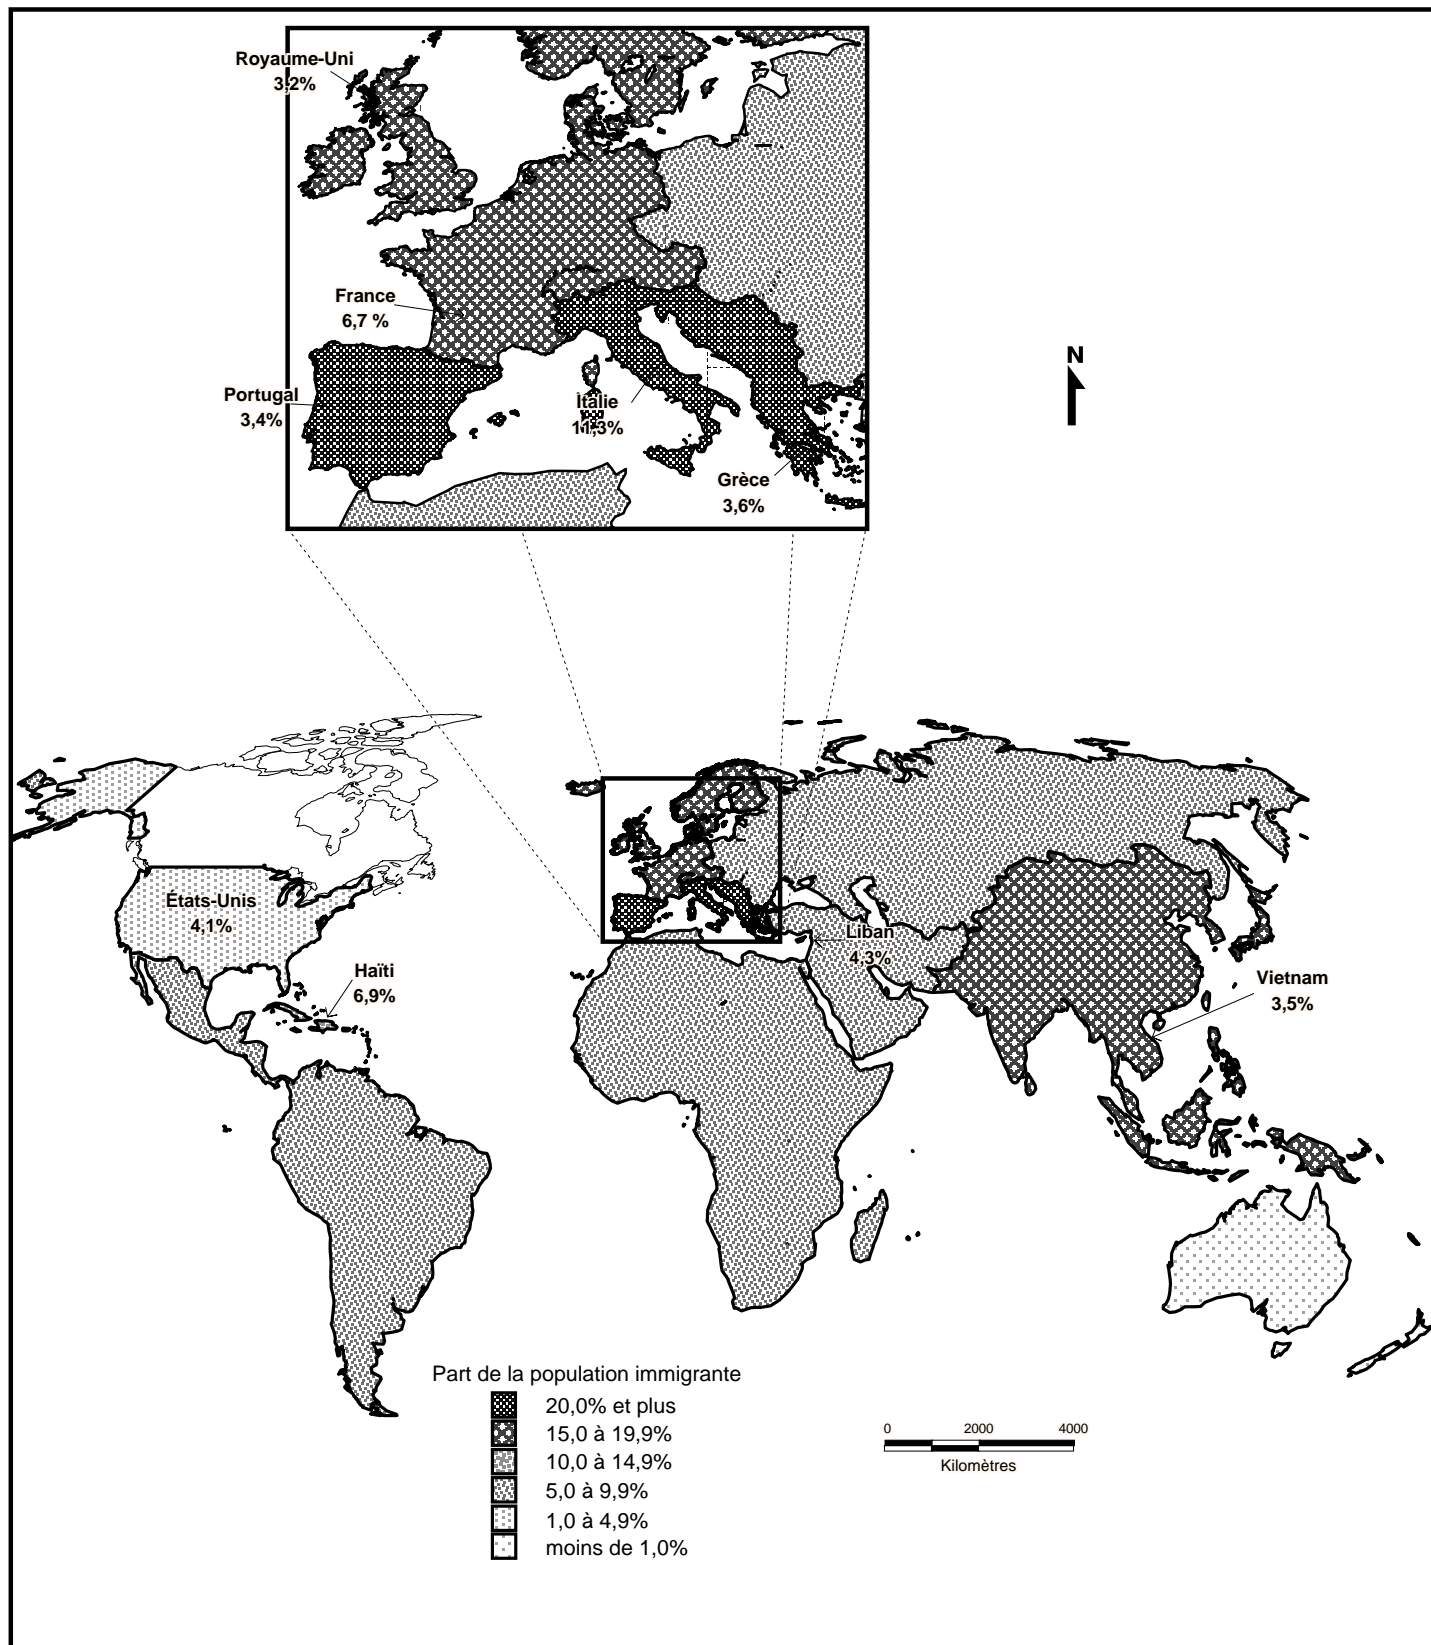 Royaume-Uni
3,2%
France
6,7 %
Portugal
3,4%
Italie
11,3%
Grèce
3,6%
N
États-Unis
4,1%
Haïti
6,9%
Liban
4,3%
Vietnam
3,5%
Part de la population immigrante
20,0% et plus
15,0 à 19,9%
10,0 à 14,9%
5,0 à 9,9%
1,0 à 4,9%
moins de 1,0%
0 2000 4000
Kilomètres